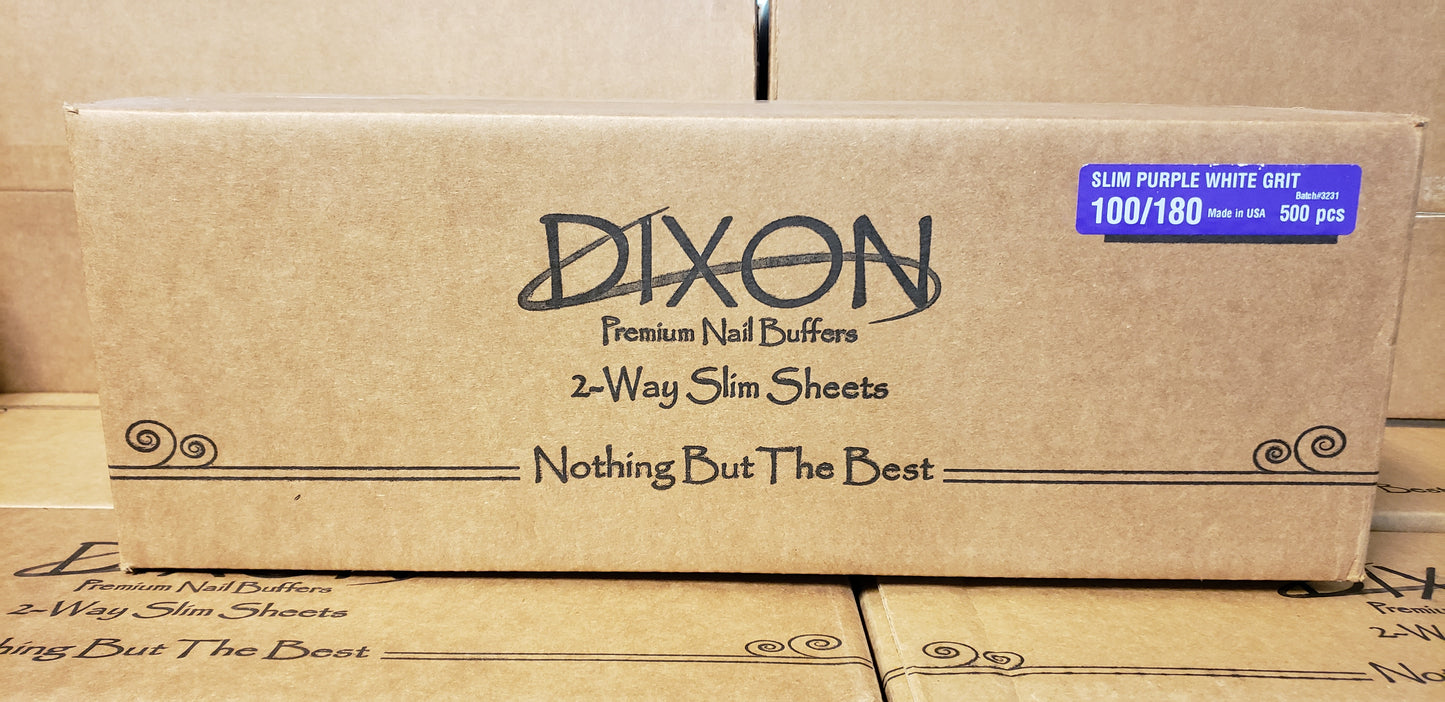 SLIM PURPLE WHITE GRIT
Batch#3231
100/180 Made in USA 500 pcs
DIXON
Premium Nail Buffers
2-Way Slim Sheets
Nothing But The Best
Best
Premium Nail Buffers
2-Way Slim Sheets
But The Best